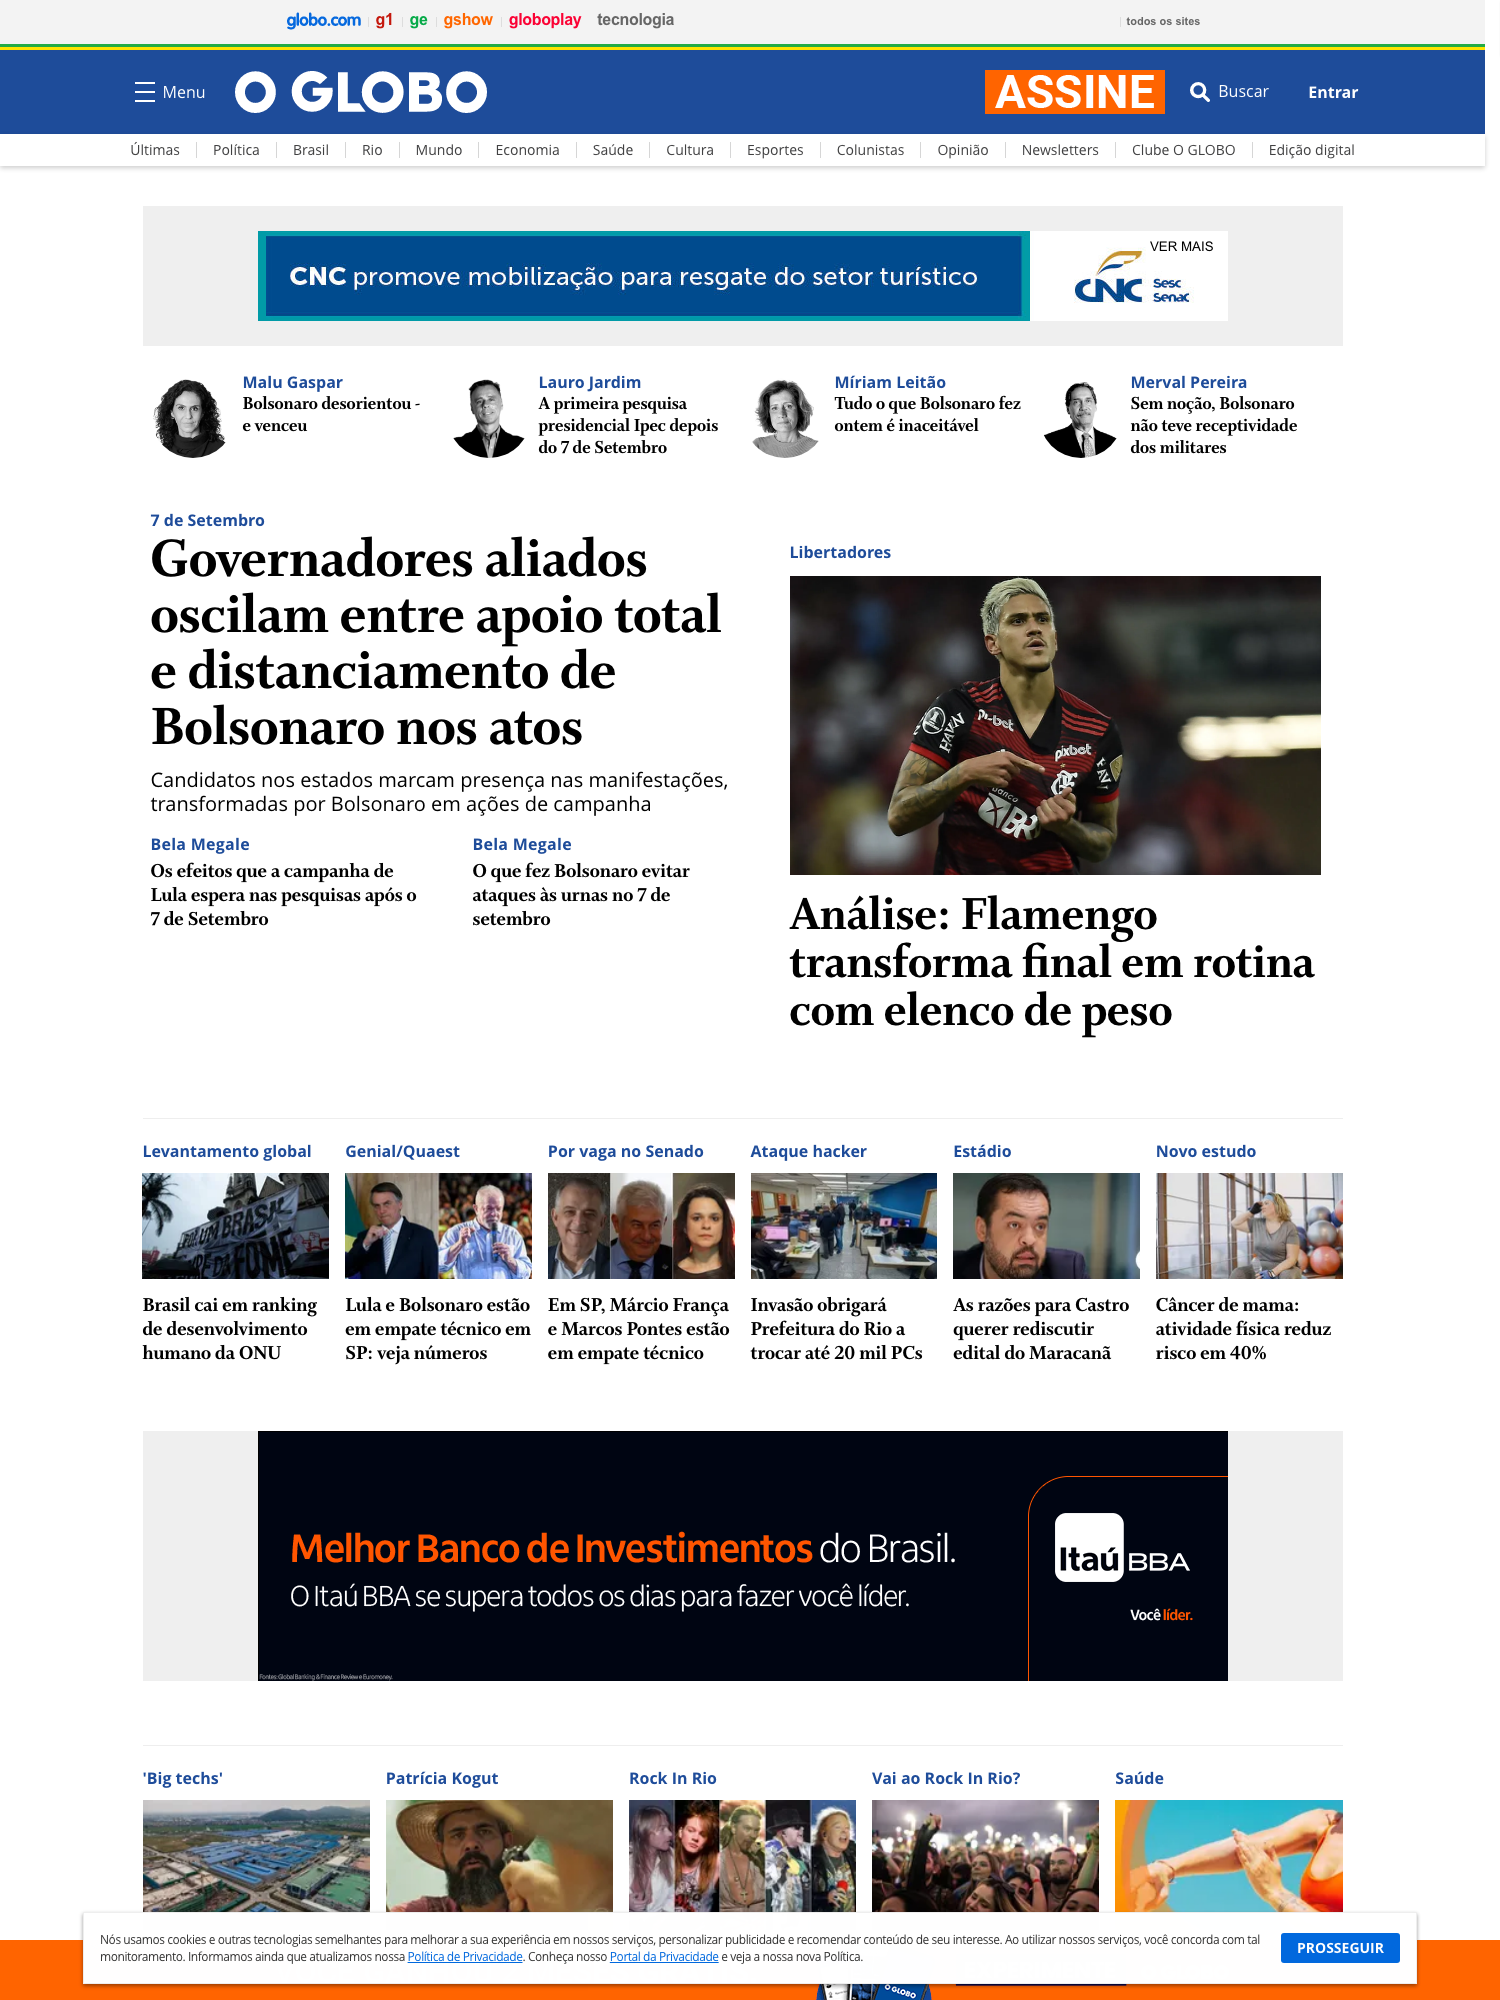 globo.com g1 ge gshow globoplay tecnologia todos os sites
Menu O GLOBO ASSINE Buscar Entrar
Últimas Política Brasil Rio Mundo Economia Saúde Cultura Esportes Colunistas Opinião Newsletters Clube O GLOBO Edição digital
CNC promove mobilização para resgate do setor turístico
VER MAIS
CNC Sesc
Senac
Malu Gaspar
Bolsonaro desorientou -
e venceu
Lauro Jardim
A primeira pesquisa
presidencial Ipec depois
do 7 de Setembro
Míriam Leitão
Tudo o que Bolsonaro fez
ontem é inaceitável
Merval Pereira
Sem noção, Bolsonaro
não teve receptividade
dos militares
7 de Setembro
Governadores aliados
oscilam entre apoio total
e distanciamento de
Bolsonaro nos atos
Candidatos nos estados marcam presença nas manifestações,
transformadas por Bolsonaro em ações de campanha
Bela Megale
Os efeitos que a campanha de
Lula espera nas pesquisas após o
7 de Setembro
Bela Megale
O que fez Bolsonaro evitar
ataques às urnas no 7 de
setembro
Libertadores
HAVAN
pixbet
HAVAN
banco
BRB
Análise: Flamengo
transforma final em rotina
com elenco de peso
Levantamento global
POR UM BRASIL
FOME
Brasil cai em ranking
de desenvolvimento
humano da ONU
Genial/Quaest
Lula e Bolsonaro estão
em empate técnico em
SP: veja números
Por vaga no Senado
Em SP, Márcio França
e Marcos Pontes estão
em empate técnico
Ataque hacker
Invasão obrigará
Prefeitura do Rio a
trocar até 20 mil PCs
Estádio
As razões para Castro
querer rediscutir
edital do Maracanã
Novo estudo
Câncer de mama:
atividade física reduz
risco em 40%
Melhor Banco de Investimentos do Brasil.
O Itaú BBA se supera todos os dias para fazer você líder.
Itaú BBA
Você líder.
Fontes: Global Banking & Finance Review e Euromoney.
'Big techs'
Patrícia Kogut
Rock In Rio
Vai ao Rock In Rio?
Saúde
Nós usamos cookies e outras tecnologias semelhantes para melhorar a sua experiência em nossos serviços, personalizar publicidade e recomendar conteúdo de seu interesse. Ao utilizar nossos serviços, você concorda com tal
monitoramento. Informamos ainda que atualizamos nossa Política de Privacidade. Conheça nosso Portal da Privacidade e veja a nossa nova Política.
PROSSEGUIR
O GLOBO